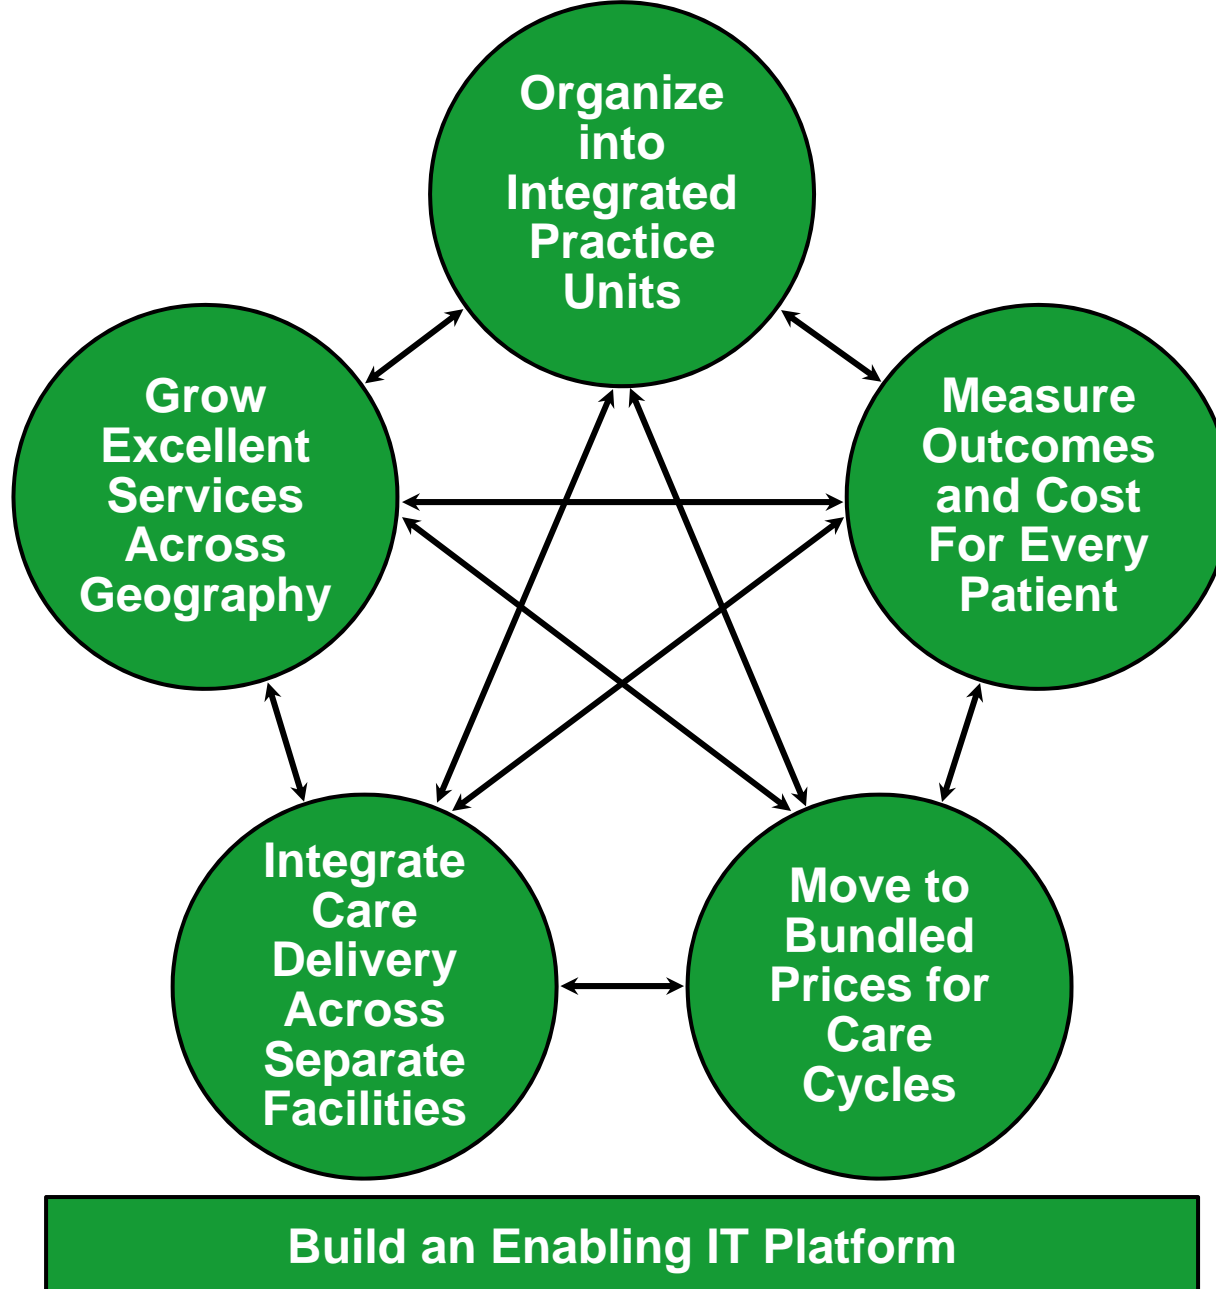 Organize
into
Integrated
Practice
Units
Grow
Excellent
Services
Across
Geography
Measure
Outcomes
and Cost
For Every
Patient
Integrate
Care
Delivery
Across
Separate
Facilities
Move to
Bundled
Prices for
Care
Cycles
Build an Enabling IT Platform